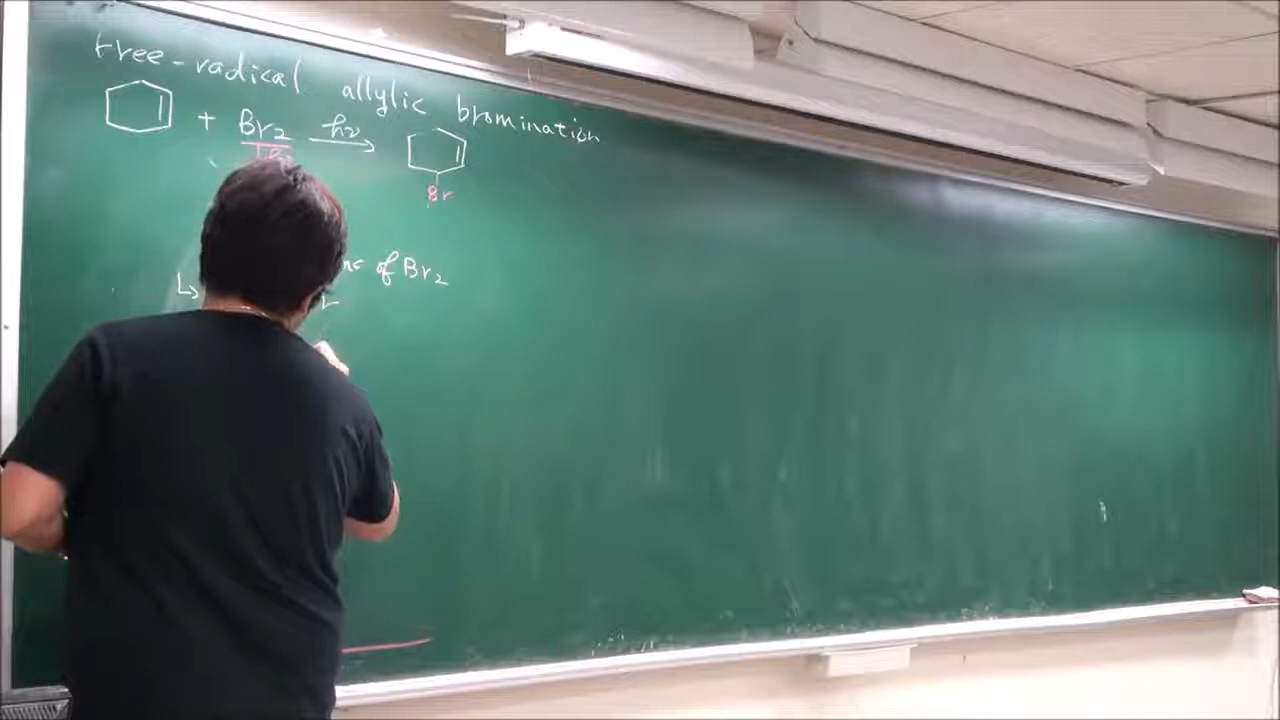 free-radical allylic bromination
+ Br2 hν →
Br
of Br2
↳